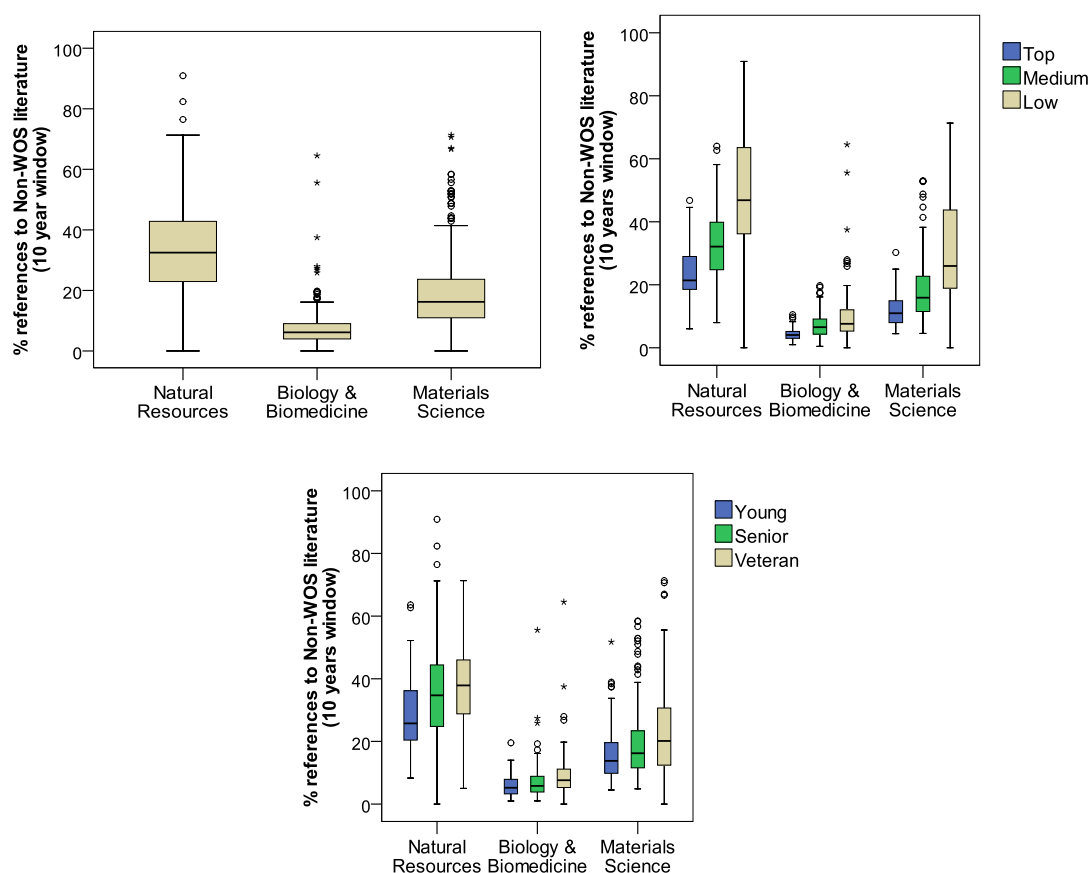 % references to Non-WOS literature
(10 year window)
100
80
60
40
20
0
Natural
Resources
Biology &
Biomedicine
Materials
Science
% references to Non-WOS literature
(10 years window)
100
80
60
40
20
0
Natural
Resources
Biology &
Biomedicine
Materials
Science
Top
Medium
Low
% references to Non-WOS literature
(10 years window)
100
80
60
40
20
0
Natural
Resources
Biology &
Biomedicine
Materials
Science
Young
Senior
Veteran